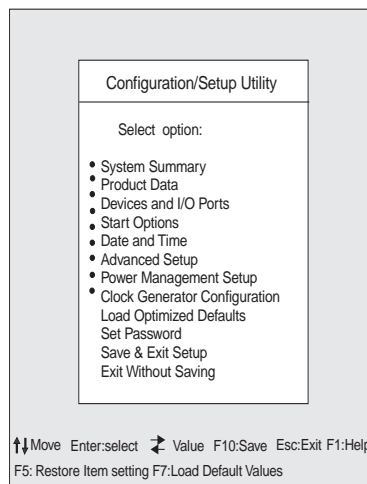 Configuration/Setup Utility
Select option:
• System Summary
• Product Data
• Devices and I/O Ports
• Start Options
• Date and Time
• Advanced Setup
• Power Management Setup
• Clock Generator Configuration
Load Optimized Defaults
Set Password
Save & Exit Setup
Exit Without Saving
↑↓Move Enter:select ⇄ Value F10:Save Esc:Exit F1:Help
F5: Restore Item setting F7:Load Default Values